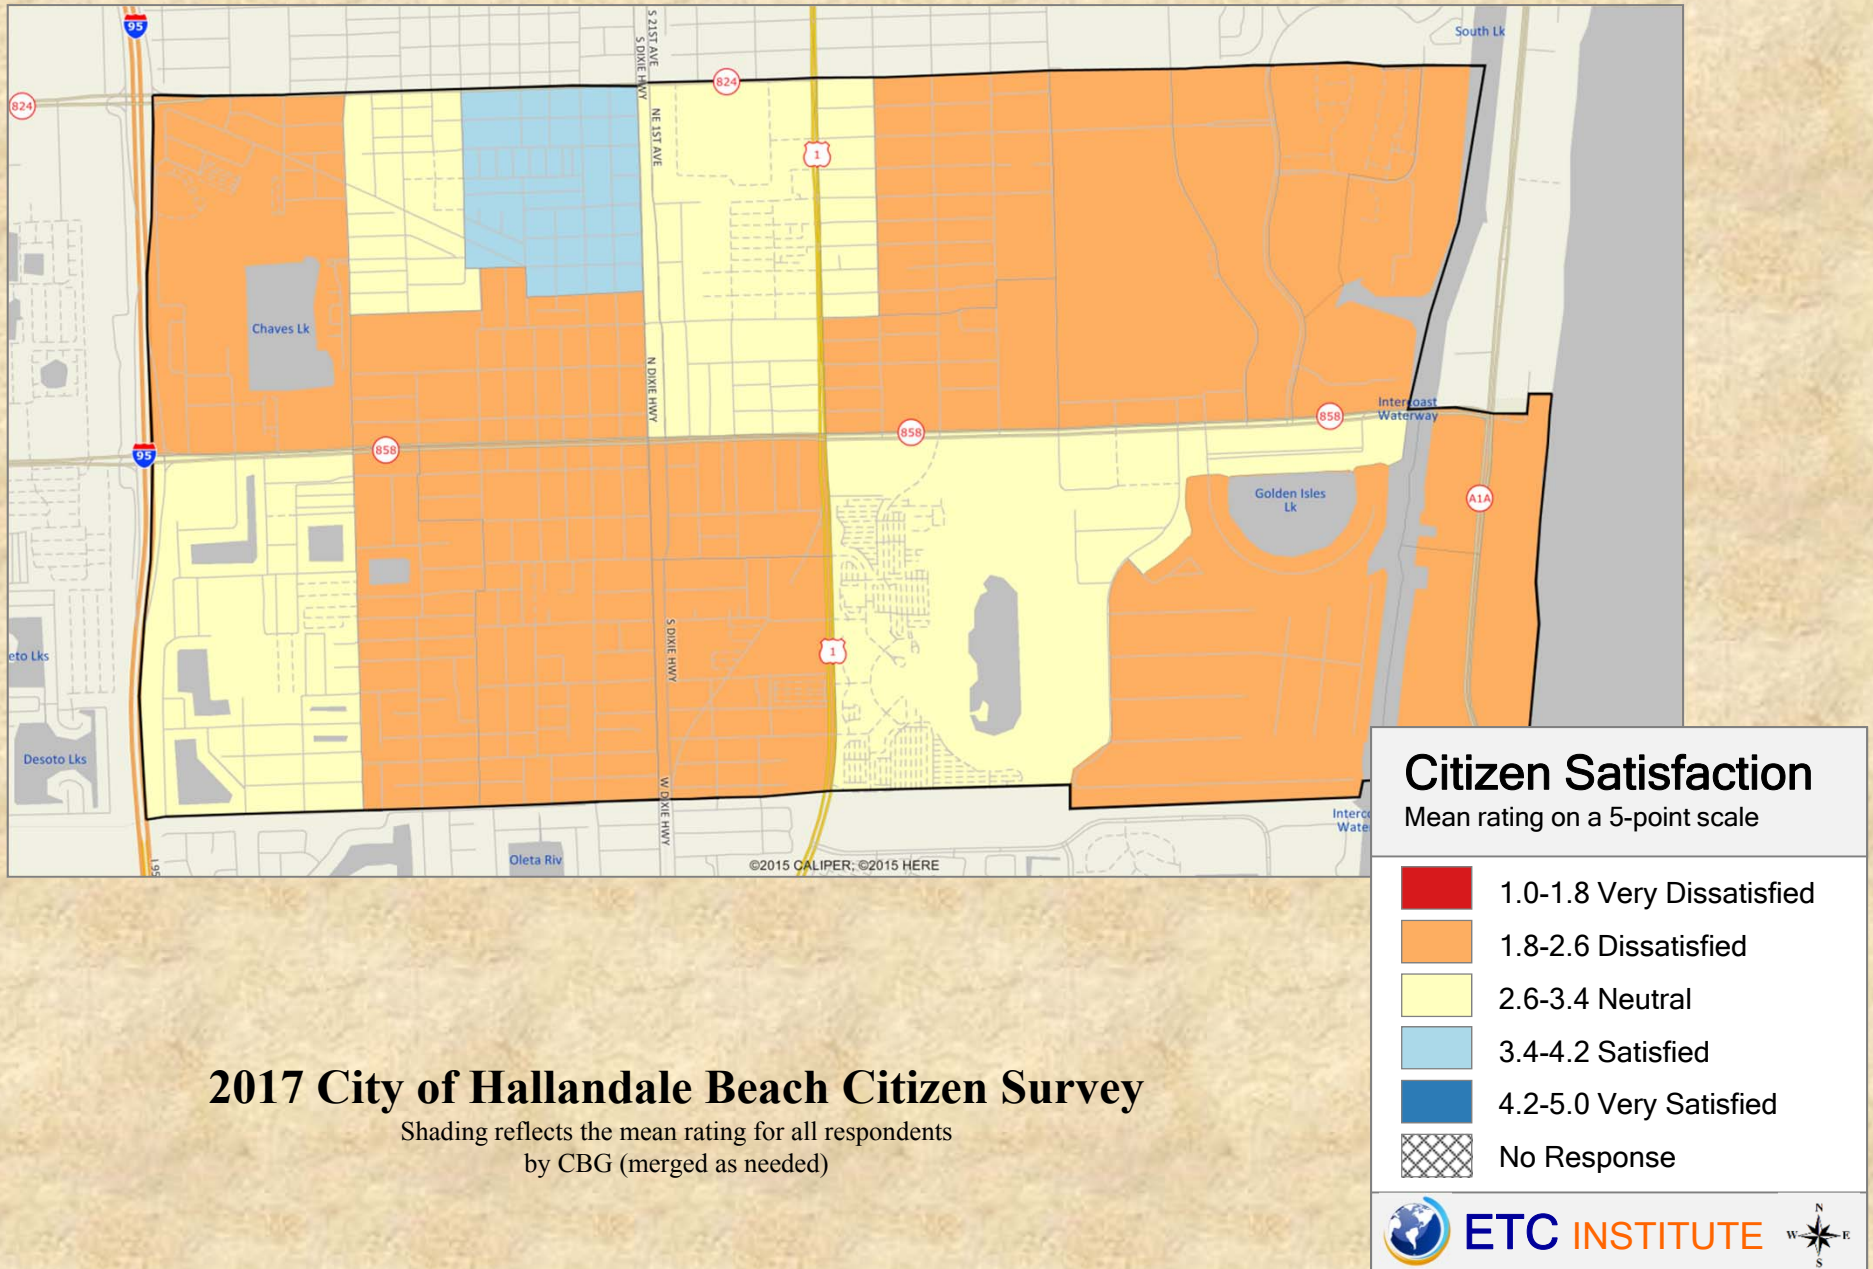 95
S 21ST AVE
S DIXIE HWY
South Lk
824
824
NE 1ST AVE
1
Chaves Lk
N DIXIE HWY
Intercoast
Waterway
858
858
858
95
Golden Isles
Lk
A1A
S DIXIE HWY
1
eto Lks
Desoto Lks
W DIXIE HWY
Interco
Wate
Oleta Riv
I 95
©2015 CALIPER; ©2015 HERE
Citizen Satisfaction
Mean rating on a 5-point scale
1.0-1.8 Very Dissatisfied
1.8-2.6 Dissatisfied
2.6-3.4 Neutral
3.4-4.2 Satisfied
4.2-5.0 Very Satisfied
No Response
2017 City of Hallandale Beach Citizen Survey
Shading reflects the mean rating for all respondents
by CBG (merged as needed)
ETC INSTITUTE
N
W E
S